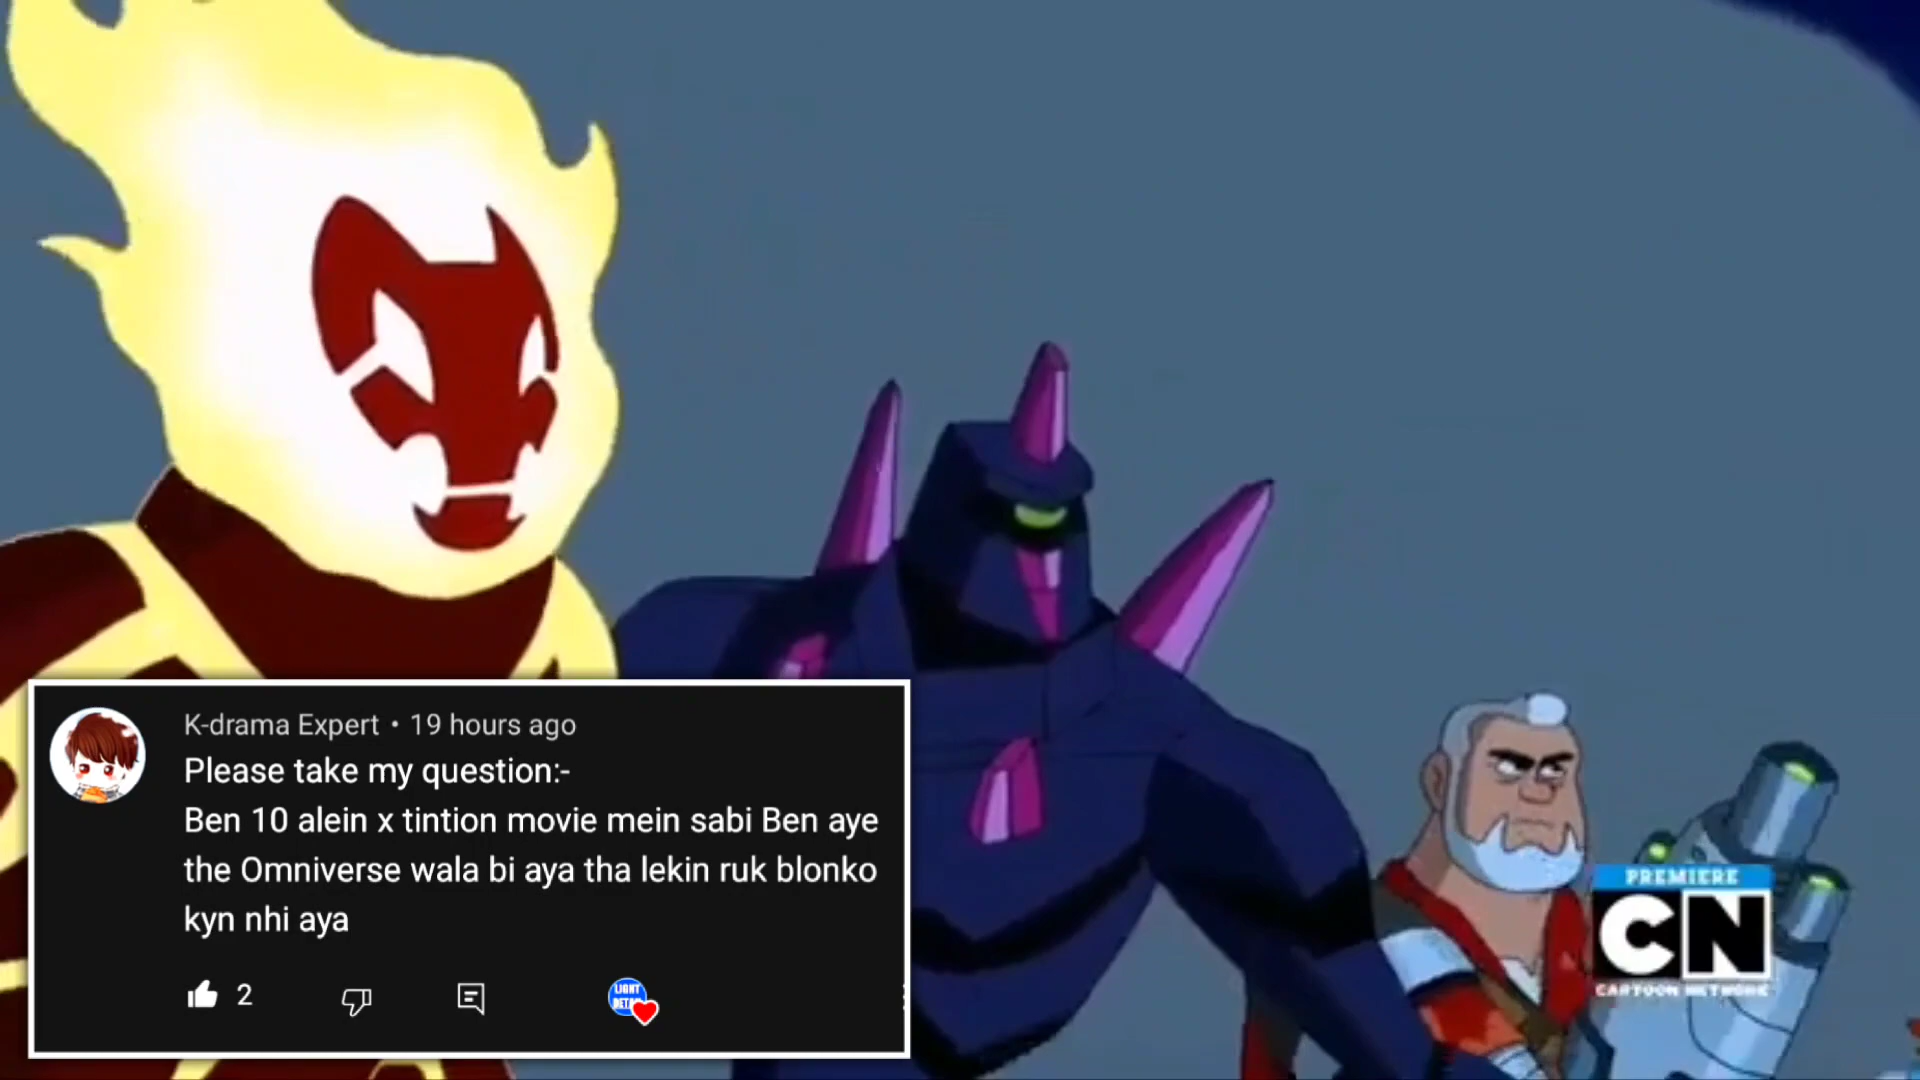 K-drama Expert • 19 hours ago
Please take my question:-
Ben 10 alein x tintion movie mein sabi Ben aye
the Omniverse wala bi aya tha lekin ruk blonko
kyn nhi aya
2
LIGHT
PREMIERE
CN
CARTOON NETWORK